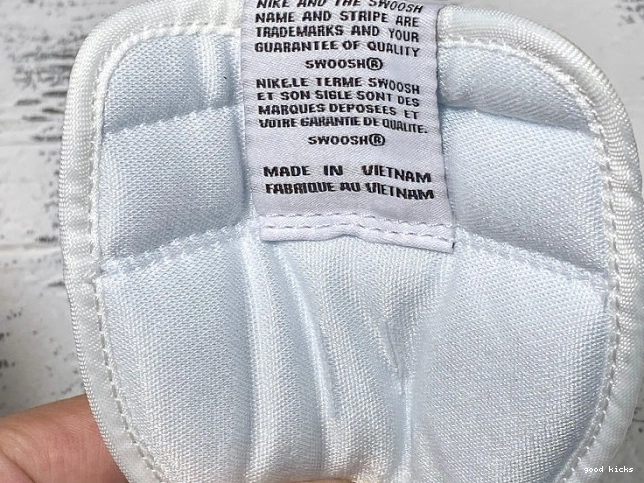 NIKE AND THE SWOOSH
NAME AND STRIPE ARE
TRADEMARKS AND YOUR
GUARANTEE OF QUALITY
SWOOSH®
NIKE.LE TERME SWOOSH
ET SON SIGLE SONT DES
MARQUES DEPOSEES ET
VOTRE GARANTIE DE QUALITE.
SWOOSH®
MADE IN VIETNAM
FABRIQUE AU VIETNAM
good kicks